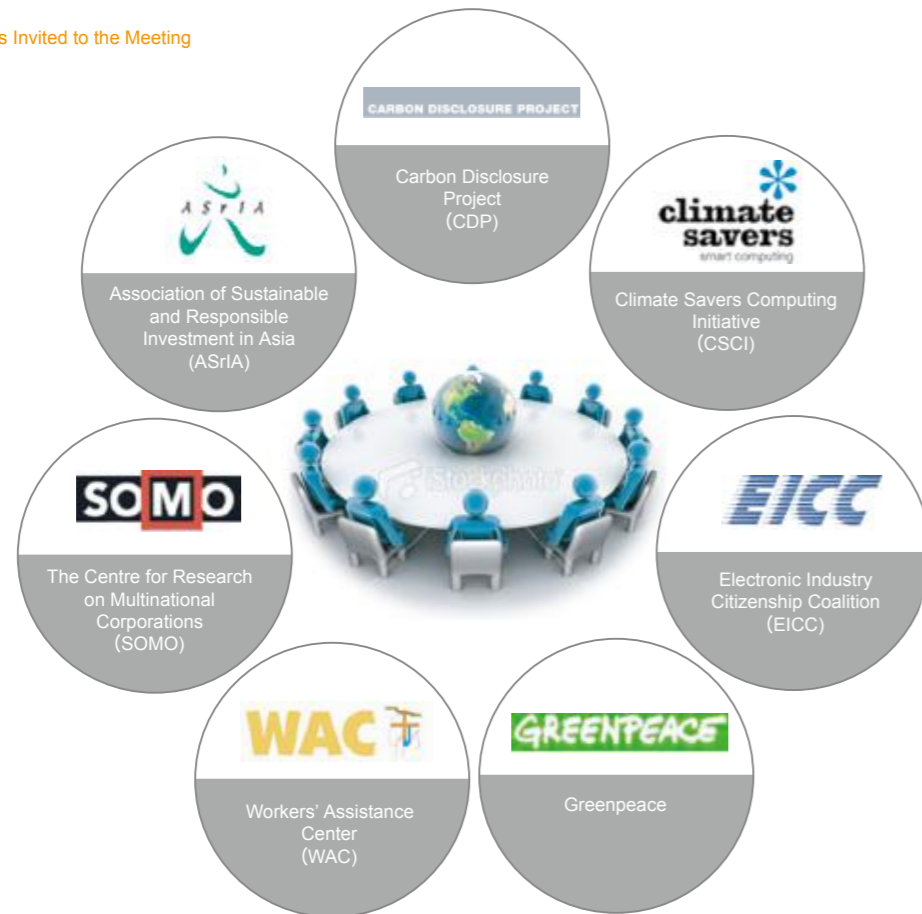 s Invited to the Meeting
CARBON DISCLOSURE PROJECT
Carbon Disclosure
Project
(CDP)
ASrIA
Association of Sustainable
and Responsible
Investment in Asia
(ASrIA)
climate
savers
smart computing
Climate Savers Computing
Initiative
(CSCI)
iStockphoto
SOMO
The Centre for Research
on Multinational
Corporations
(SOMO)
EICC
Electronic Industry
Citizenship Coalition
(EICC)
WAC
Workers' Assistance
Center
(WAC)
GREENPEACE
Greenpeace